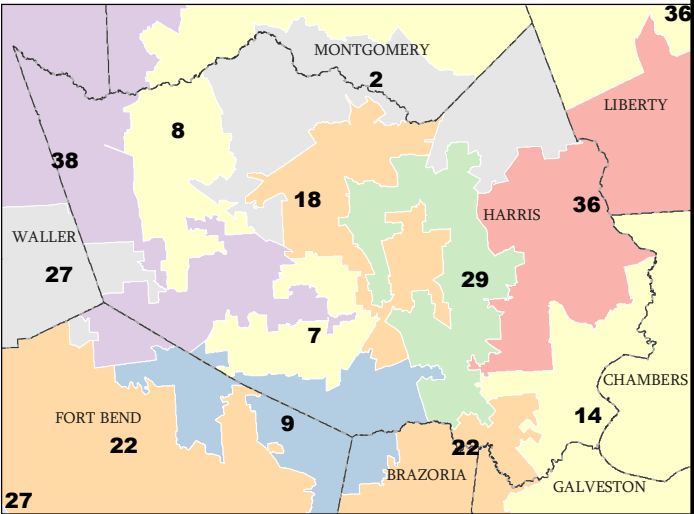 36
MONTGOMERY
2
LIBERTY
8
38
18
HARRIS
36
WALLER
27
29
7
CHAMBERS
FORT BEND
9
14
22
22
BRAZORIA
GALVESTON
27